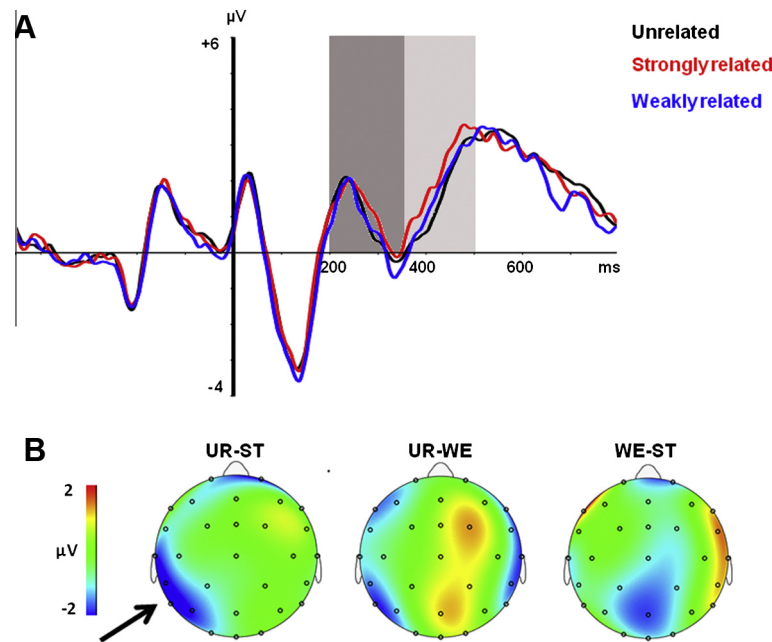 A
µV
+6
Unrelated
Strongly related
Weakly related
200 400 600 ms
-4
B
UR-ST UR-WE WE-ST
2
µV
-2